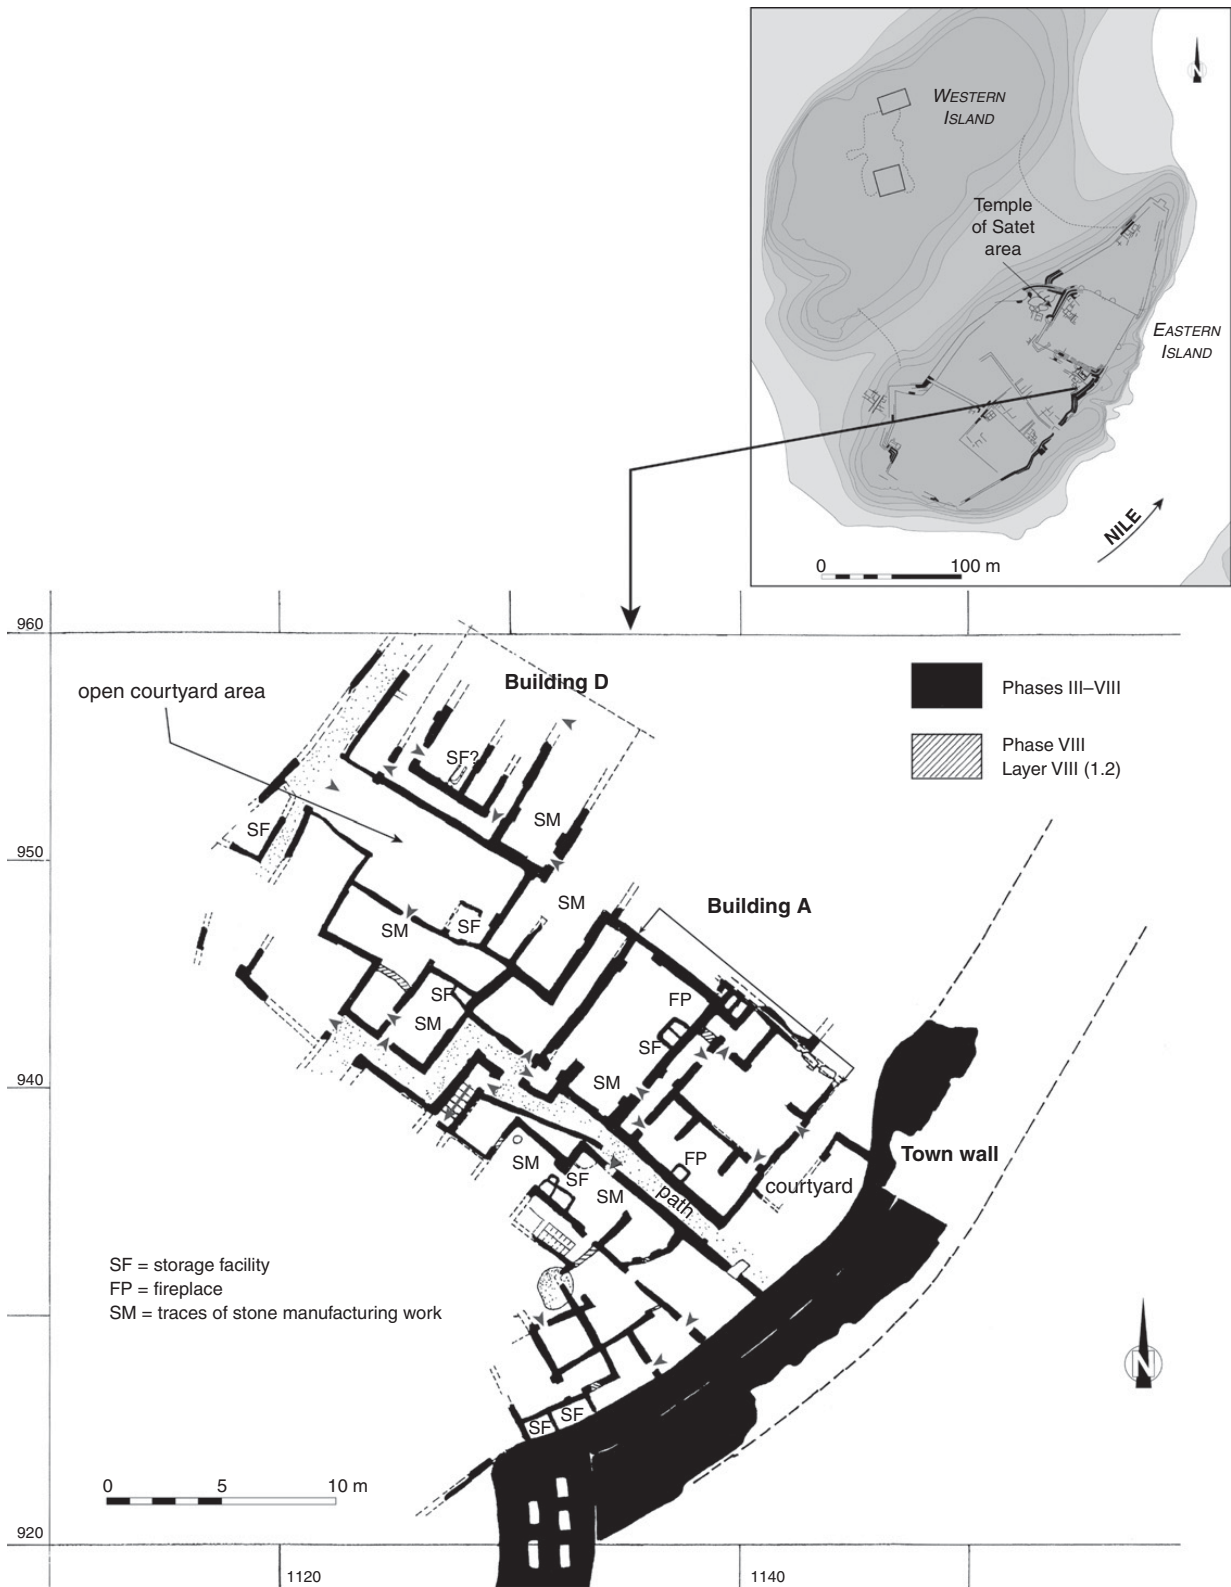 N
WESTERN
ISLAND
Temple
of Satet
area
EASTERN
ISLAND
NILE
0 100 m
960
Building D
open courtyard area
Phases III–VIII
Phase VIII
Layer VIII (1.2)
SF?
SM
SF
950
SM
Building A
SM
SF
SF
SM
FP
SF
SM
940
FP
Town wall
SM
SF
SM
path
courtyard
SF = storage facility
FP = fireplace
SM = traces of stone manufacturing work
N
SF
SF
0 5 10 m
920
1120
1140